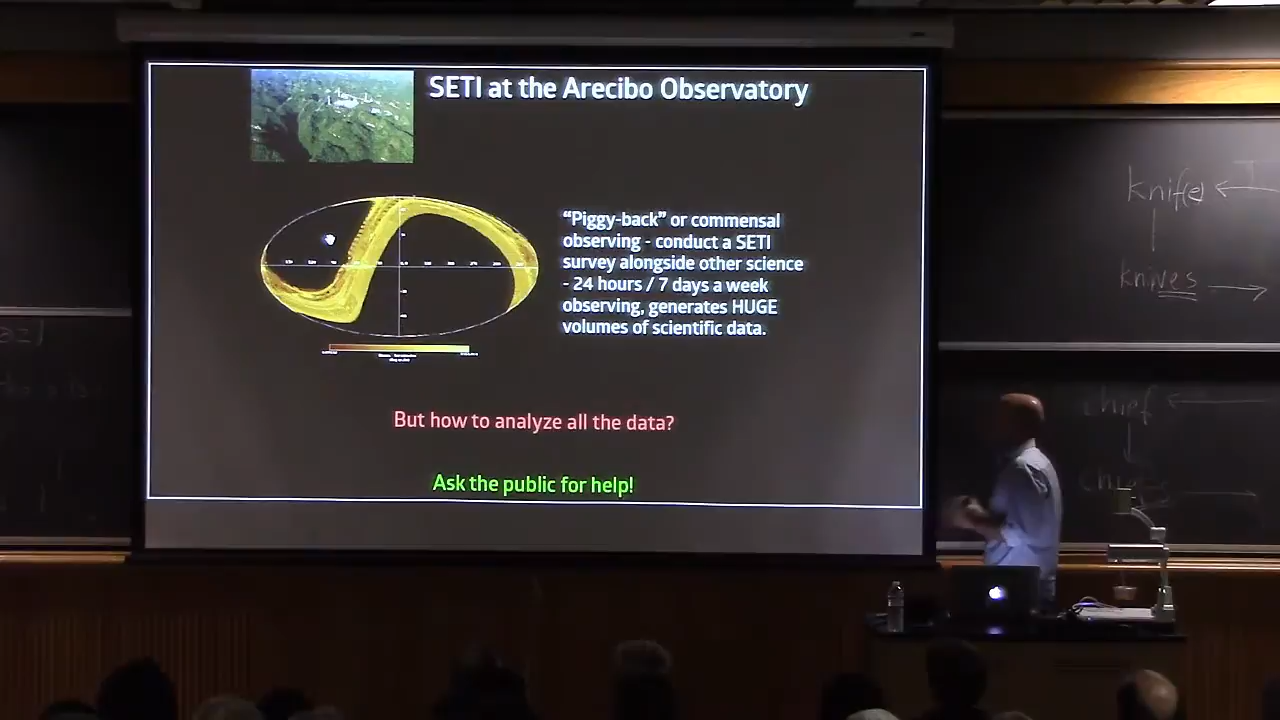 SETI at the Arecibo Observatory
“Piggy-back” or commensal
observing - conduct a SETI
survey alongside other science
- 24 hours / 7 days a week
observing, generates HUGE
volumes of scientific data.
But how to analyze all the data?
Ask the public for help!
knif(e)
knives
chief